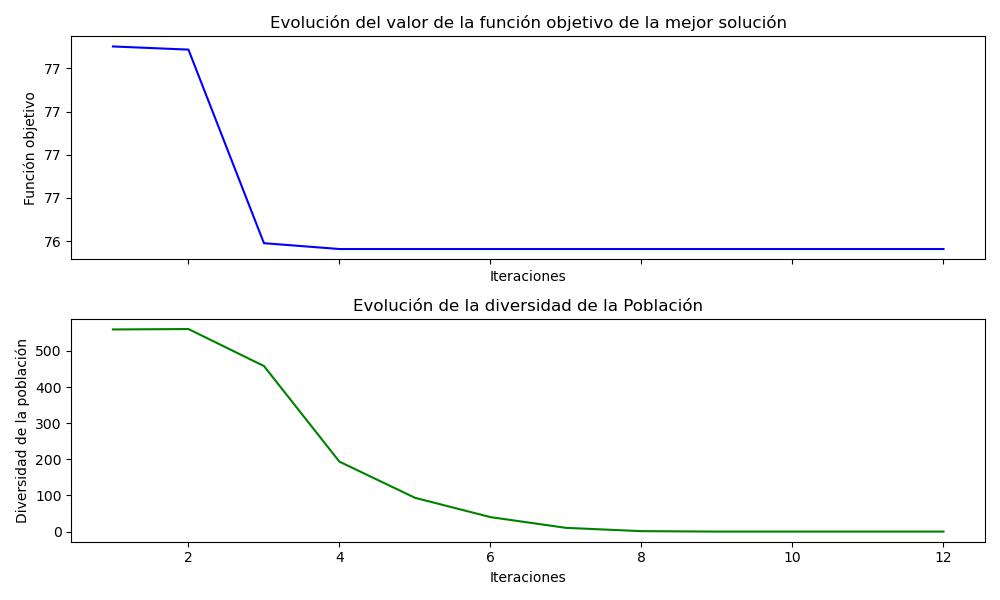 Evolución del valor de la función objetivo de la mejor solución
Función objetivo
77
77
77
77
76
Iteraciones
Evolución de la diversidad de la Población
Diversidad de la población
500
400
300
200
100
0
2 4 6 8 10 12
Iteraciones